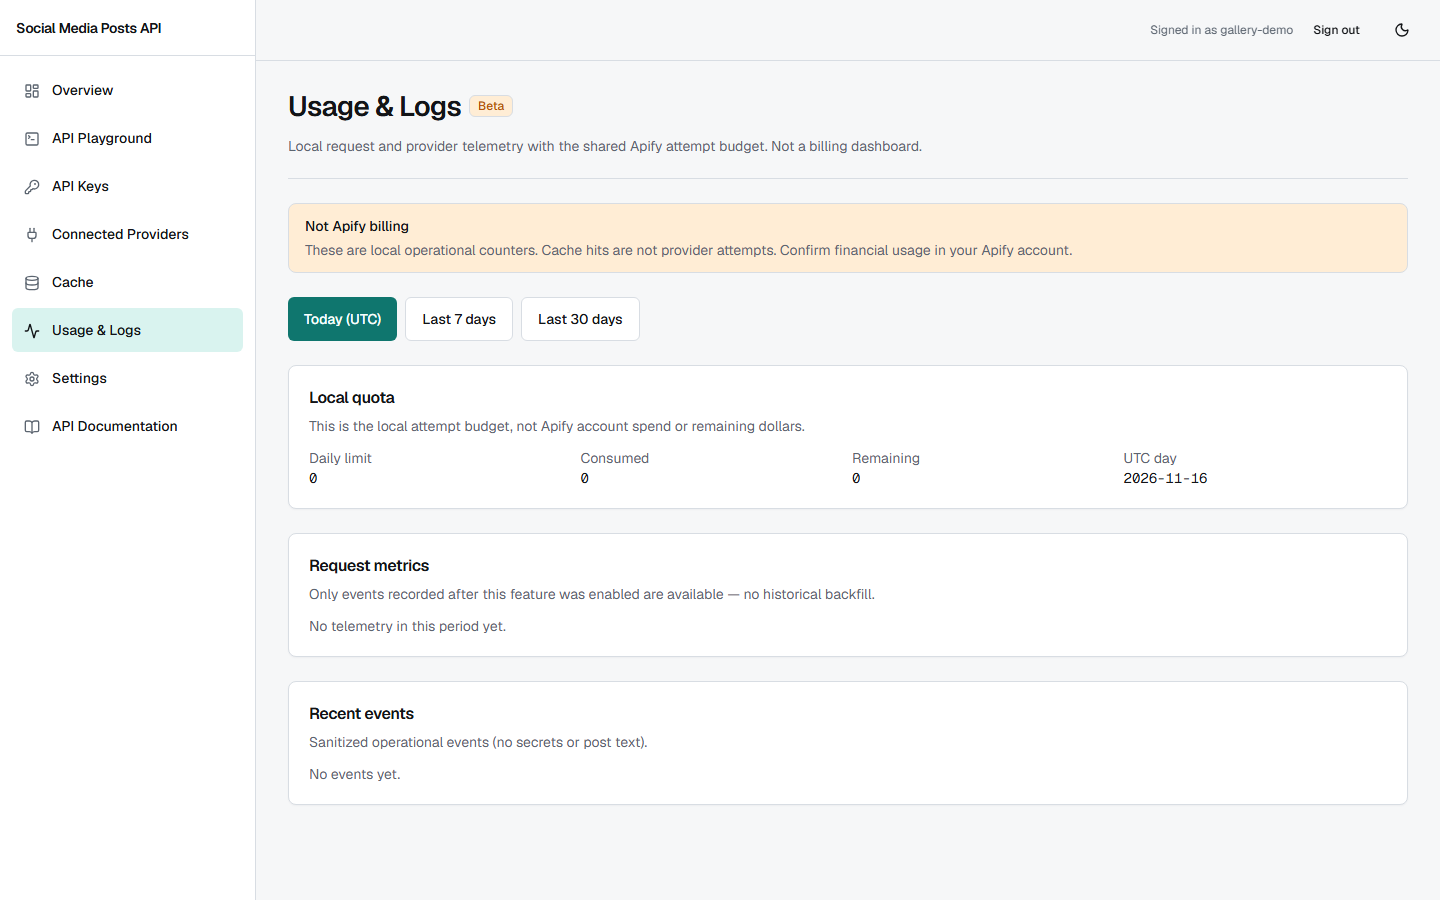 Social Media Posts API
Signed in as gallery-demo
Sign out
Overview
API Playground
API Keys
Connected Providers
Cache
Usage & Logs
Settings
API Documentation
Usage & Logs Beta
Local request and provider telemetry with the shared Apify attempt budget. Not a billing dashboard.
Not Apify billing
These are local operational counters. Cache hits are not provider attempts. Confirm financial usage in your Apify account.
Today (UTC) Last 7 days Last 30 days
Local quota
This is the local attempt budget, not Apify account spend or remaining dollars.
Daily limit Consumed Remaining UTC day
0 0 0 2026-11-16
Request metrics
Only events recorded after this feature was enabled are available — no historical backfill.
No telemetry in this period yet.
Recent events
Sanitized operational events (no secrets or post text).
No events yet.